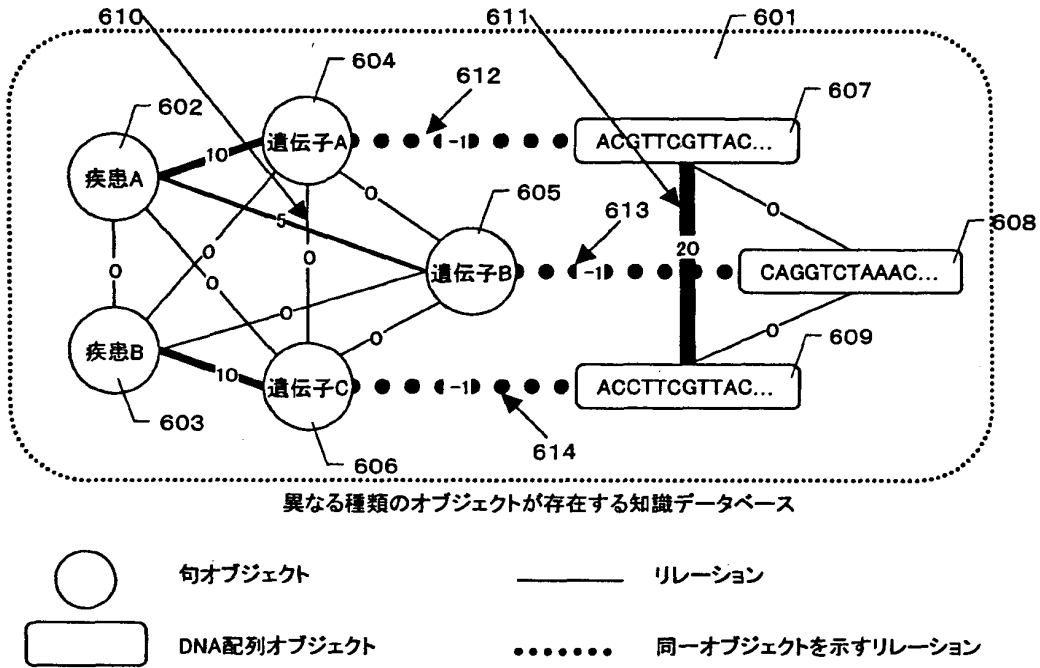 610
611
601
604
612
607
602
遺伝子A
-1
ACGTTCGTTAC...
10
疾患A
0
0
605
613
608
5
0
0
20
遺伝子B
-1
CAGGTCTAAAC...
0
0
0
0
0
疾患B
0
609
10
遺伝子C
-1
ACCTTCGTTAC...
603
606
614
異なる種類のオブジェクトが存在する知識データベース
句オブジェクト
リレーション
DNA配列オブジェクト
同一オブジェクトを示すリレーション